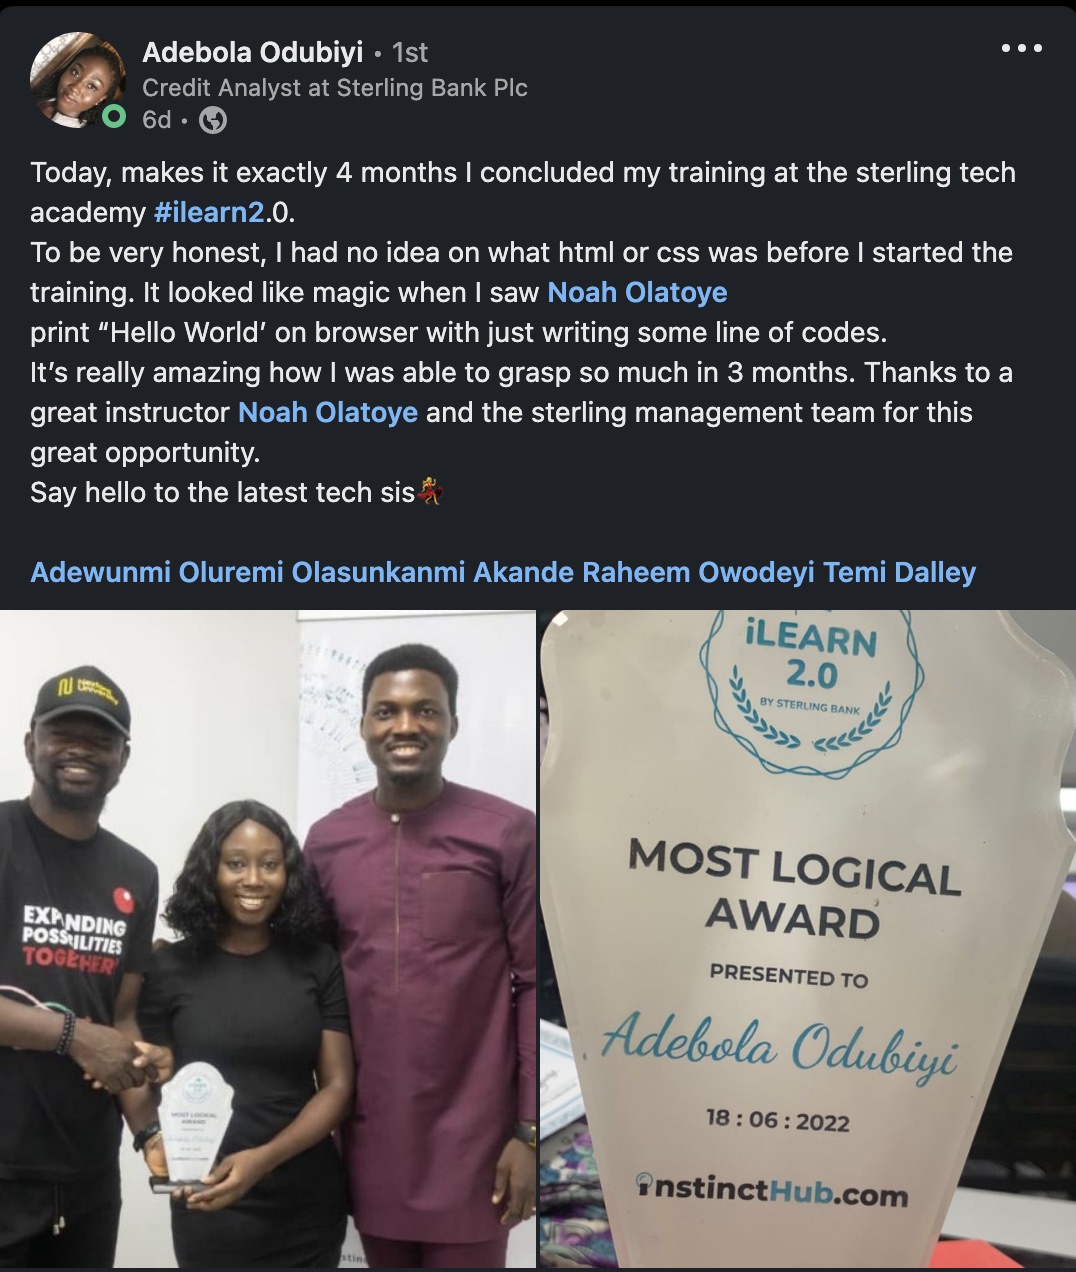 Adebola Odubiyi • 1st
Credit Analyst at Sterling Bank Plc
6d •
Today, makes it exactly 4 months I concluded my training at the sterling tech
academy #ilearn2.0.
To be very honest, I had no idea on what html or css was before I started the
training. It looked like magic when I saw Noah Olatoye
print “Hello World’ on browser with just writing some line of codes.
It’s really amazing how I was able to grasp so much in 3 months. Thanks to a
great instructor Noah Olatoye and the sterling management team for this
great opportunity.
Say hello to the latest tech sis💃
Adewunmi Oluremi Olasunkanmi Akande Raheem Owodeyi Temi Dalley
Nexford
University
EXPANDING
POSSIBILITIES
TOGETHER
MOST LOGICAL
AWARD
iLEARN
2.0
BY STERLING BANK
MOST LOGICAL
AWARD
PRESENTED TO
Adebola Odubiyi
18 : 06 : 2022
instinctHub.com